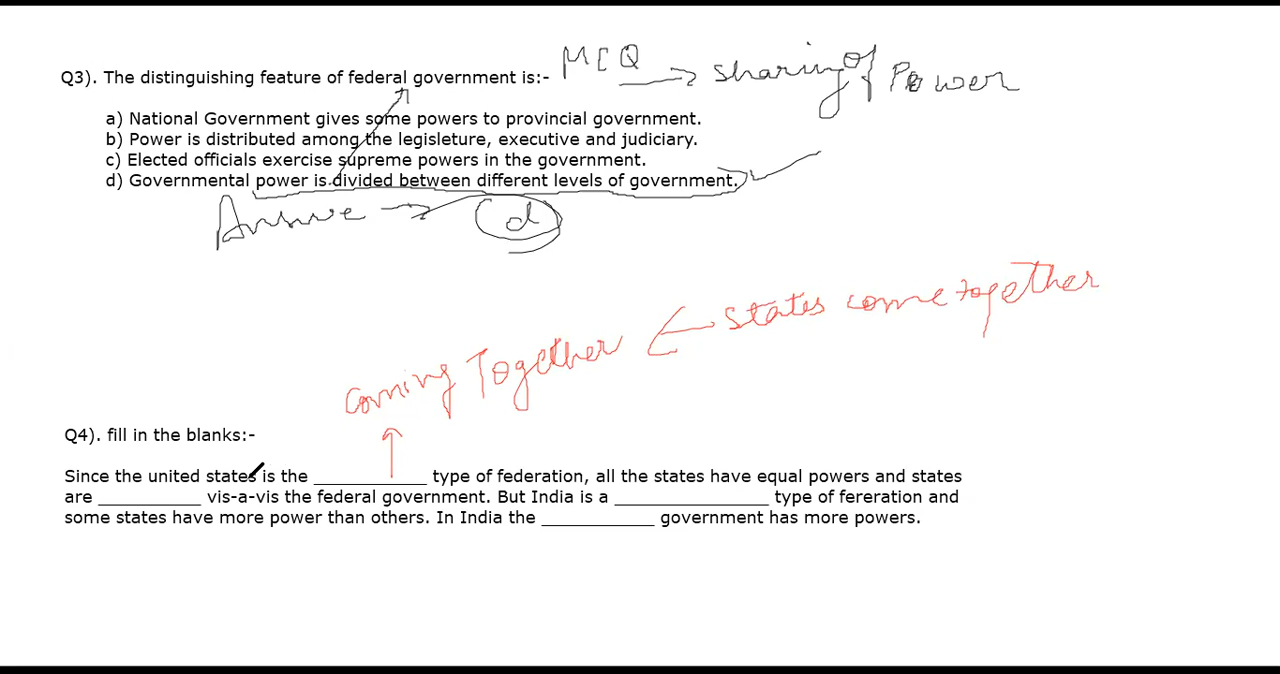 Q3). The distinguishing feature of federal government is:- MCQ → sharing of Power
a) National Government gives some powers to provincial government.
b) Power is distributed among the legisleture, executive and judiciary.
c) Elected officials exercise supreme powers in the government.
d) Governmental power is divided between different levels of government.
Answe → d
Coming Together ← States come together
Q4). fill in the blanks:-
Since the united states is the ____________ type of federation, all the states have equal powers and states
are ___________ vis-a-vis the federal government. But India is a _________________ type of fereration and
some states have more power than others. In India the ____________ government has more powers.